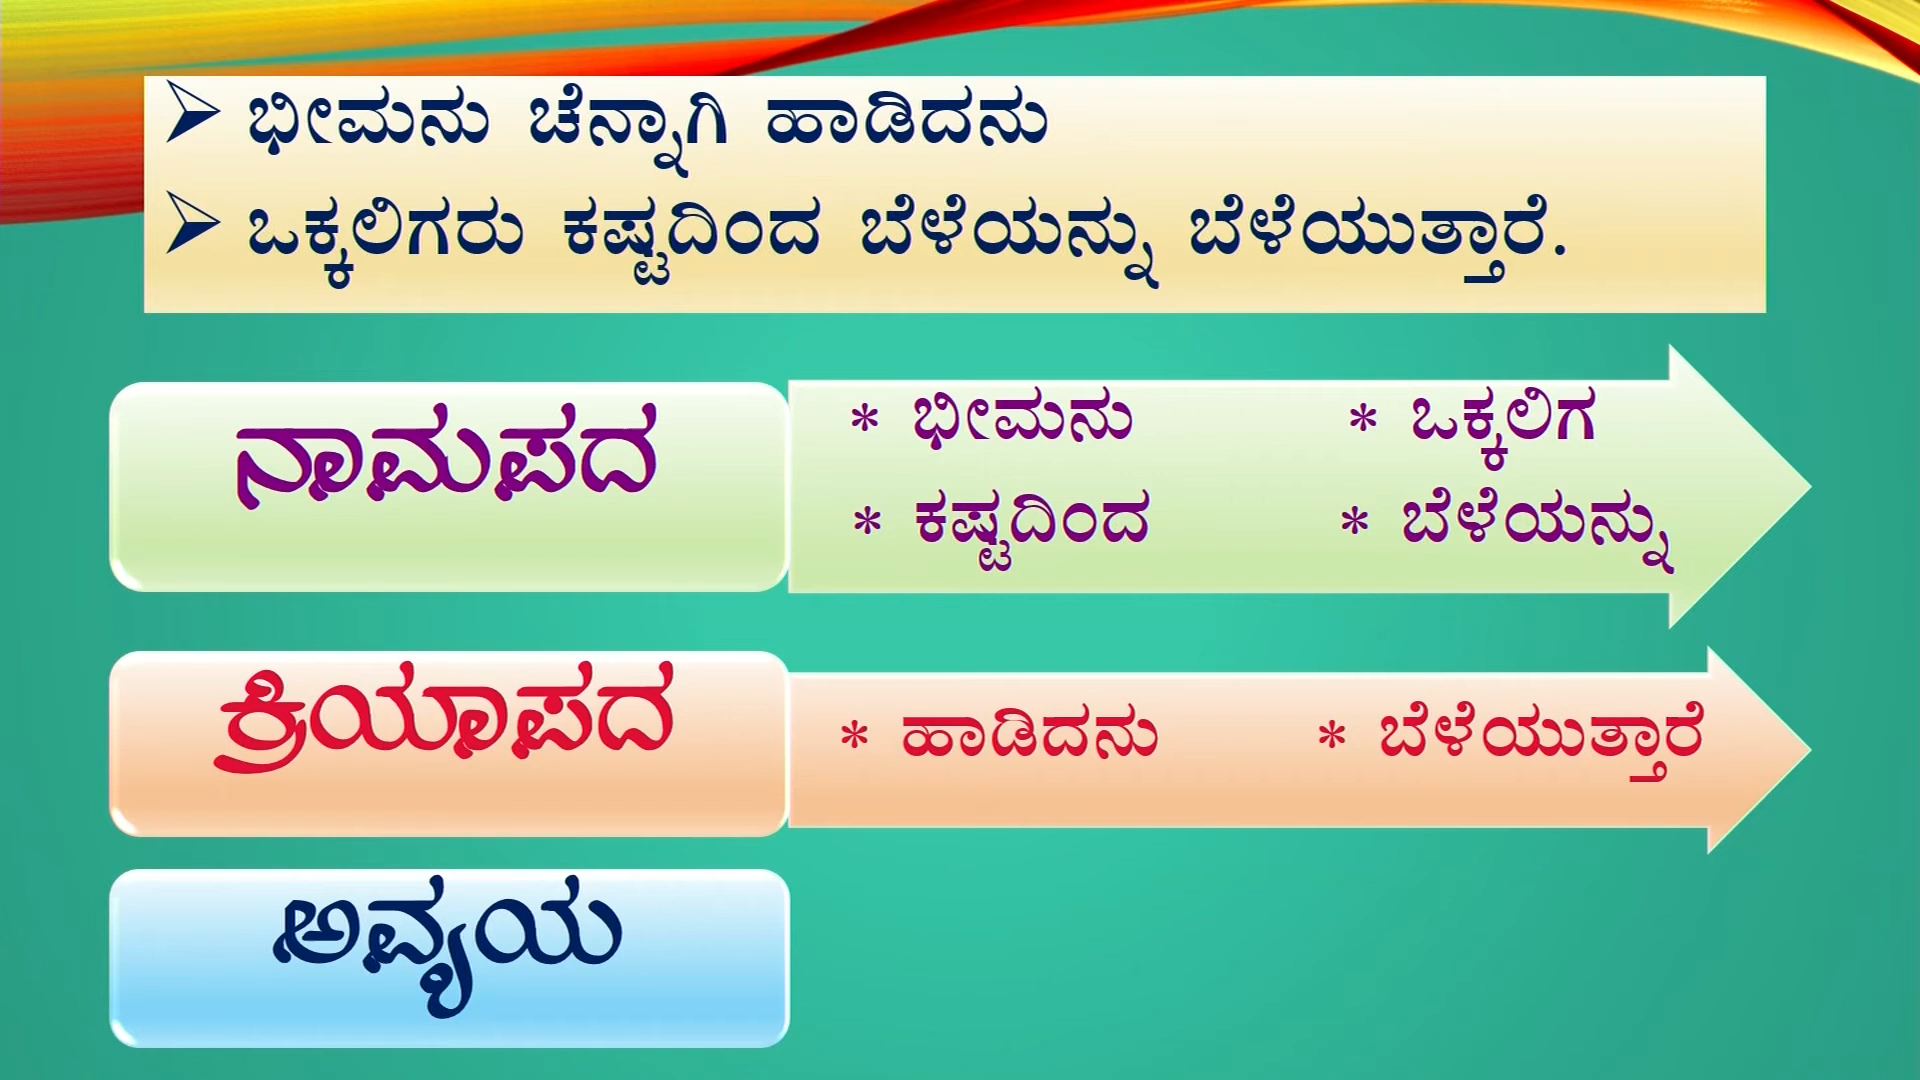 ➢ ಭೀಮನು ಚೆನ್ನಾಗಿ ಹಾಡಿದನು
➢ ಒಕ್ಕಲಿಗರು ಕಷ್ಟದಿಂದ ಬೆಳೆಯನ್ನು ಬೆಳೆಯುತ್ತಾರೆ.
ನಾಮಪದ
* ಭೀಮನು * ಒಕ್ಕಲಿಗ
* ಕಷ್ಟದಿಂದ * ಬೆಳೆಯನ್ನು
ಕ್ರಿಯಾಪದ
* ಹಾಡಿದನು * ಬೆಳೆಯುತ್ತಾರೆ
ಅವ್ಯಯ